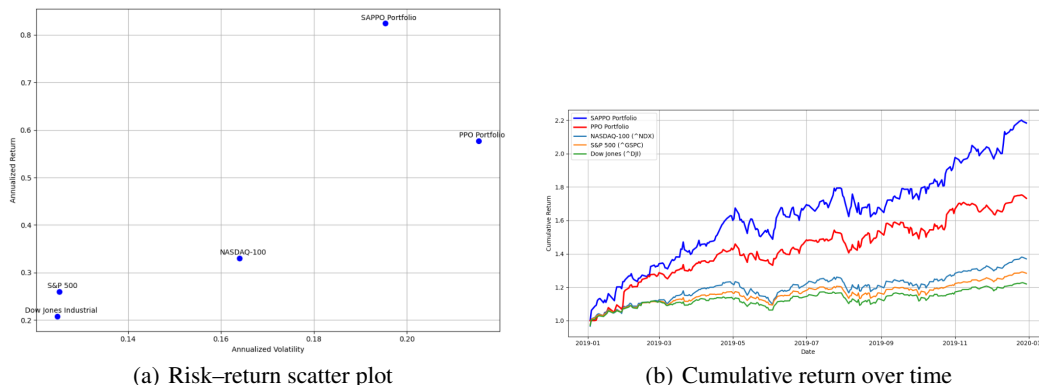 SAPPO Portfolio
0.8
0.7
0.6
PPO Portfolio
0.5
0.4
NASDAQ-100
0.3
S&P 500
Dow Jones Industrial
0.2
0.14 0.16 0.18 0.20
Annualized Volatility
Annualized Return
(a) Risk–return scatter plot
SAPPO Portfolio
PPO Portfolio
NASDAQ-100 (^NDX)
S&P 500 (^GSPC)
Dow Jones (^DJI)
2.2
2.0
1.8
1.6
1.4
1.2
1.0
Cumulative Return
2019-01 2019-03 2019-05 2019-07 2019-09 2019-11 2020-01
Date
(b) Cumulative return over time